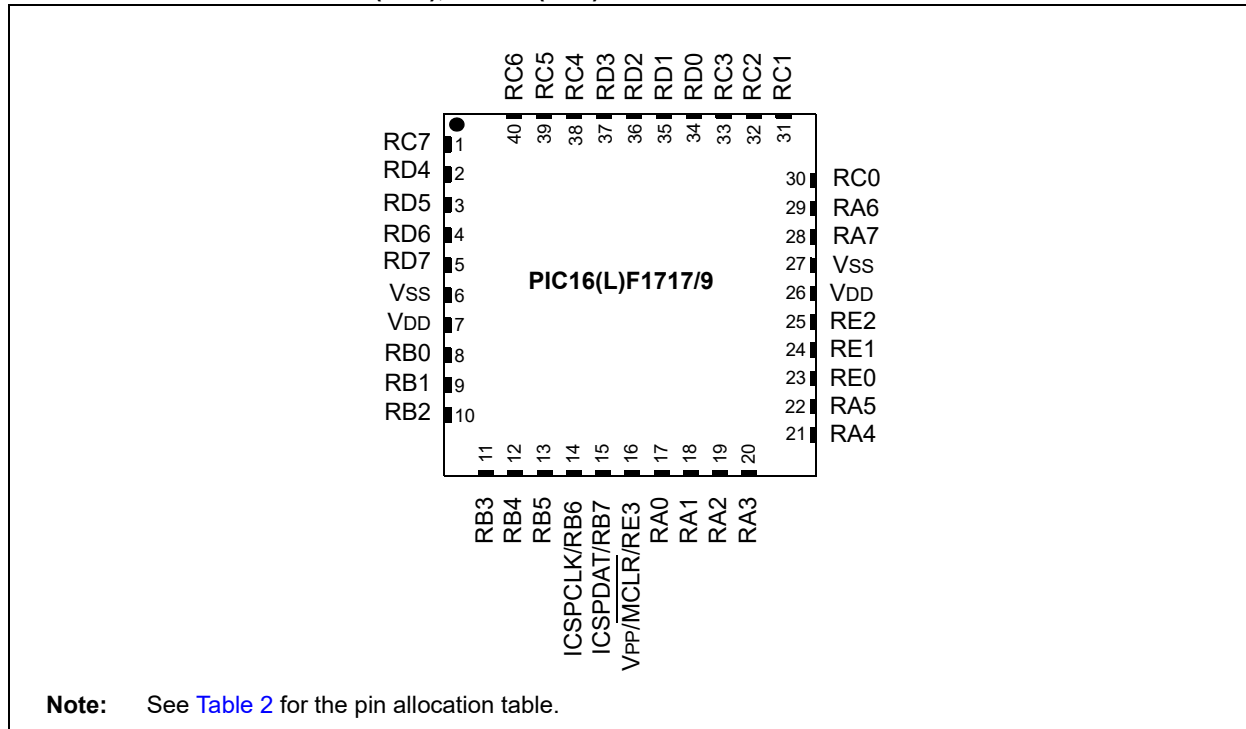 RC6
RC5
RC4
RD3
RD2
RD1
RD0
RC3
RC2
RC1
40
39
38
37
36
35
34
33
32
31
RC7 1
RD4 2
RD5 3
RD6 4
RD7 5
VSS 6
VDD 7
RB0 8
RB1 9
RB2 10
PIC16(L)F1717/9
30 RC0
29 RA6
28 RA7
27 VSS
26 VDD
25 RE2
24 RE1
23 RE0
22 RA5
21 RA4
11
12
13
14
15
16
17
18
19
20
RB3
RB4
RB5
ICSPCLK/RB6
ICSPDAT/RB7
VPP/MCLR/RE3
RA0
RA1
RA2
RA3
Note: See Table 2 for the pin allocation table.